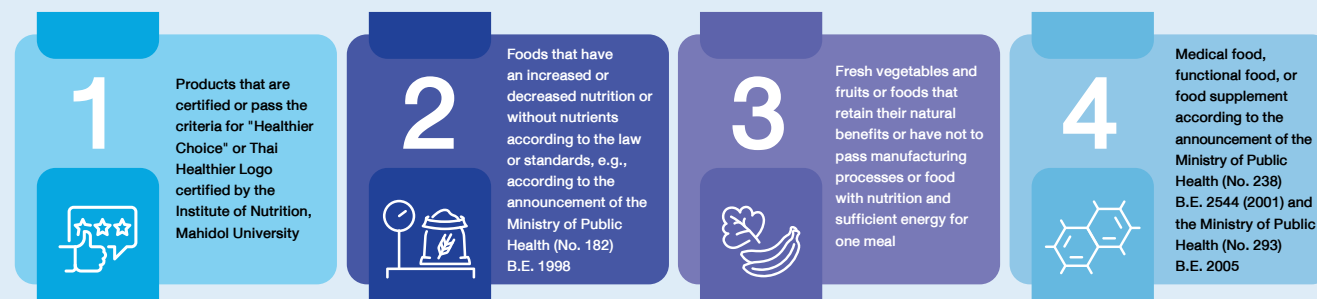 1
Products that are
certified or pass the
criteria for "Healthier
Choice" or Thai
Healthier Logo
certified by the
Institute of Nutrition,
Mahidol University
2
Foods that have
an increased or
decreased nutrition or
without nutrients
according to the law
or standards, e.g.,
according to the
announcement of the
Ministry of Public
Health (No. 182)
B.E. 1998
3
Fresh vegetables and
fruits or foods that
retain their natural
benefits or have not to
pass manufacturing
processes or food
with nutrition and
sufficient energy for
one meal
4
Medical food,
functional food, or
food supplement
according to the
announcement of the
Ministry of Public
Health (No. 238)
B.E. 2544 (2001) and
the Ministry of Public
Health (No. 293)
B.E. 2005